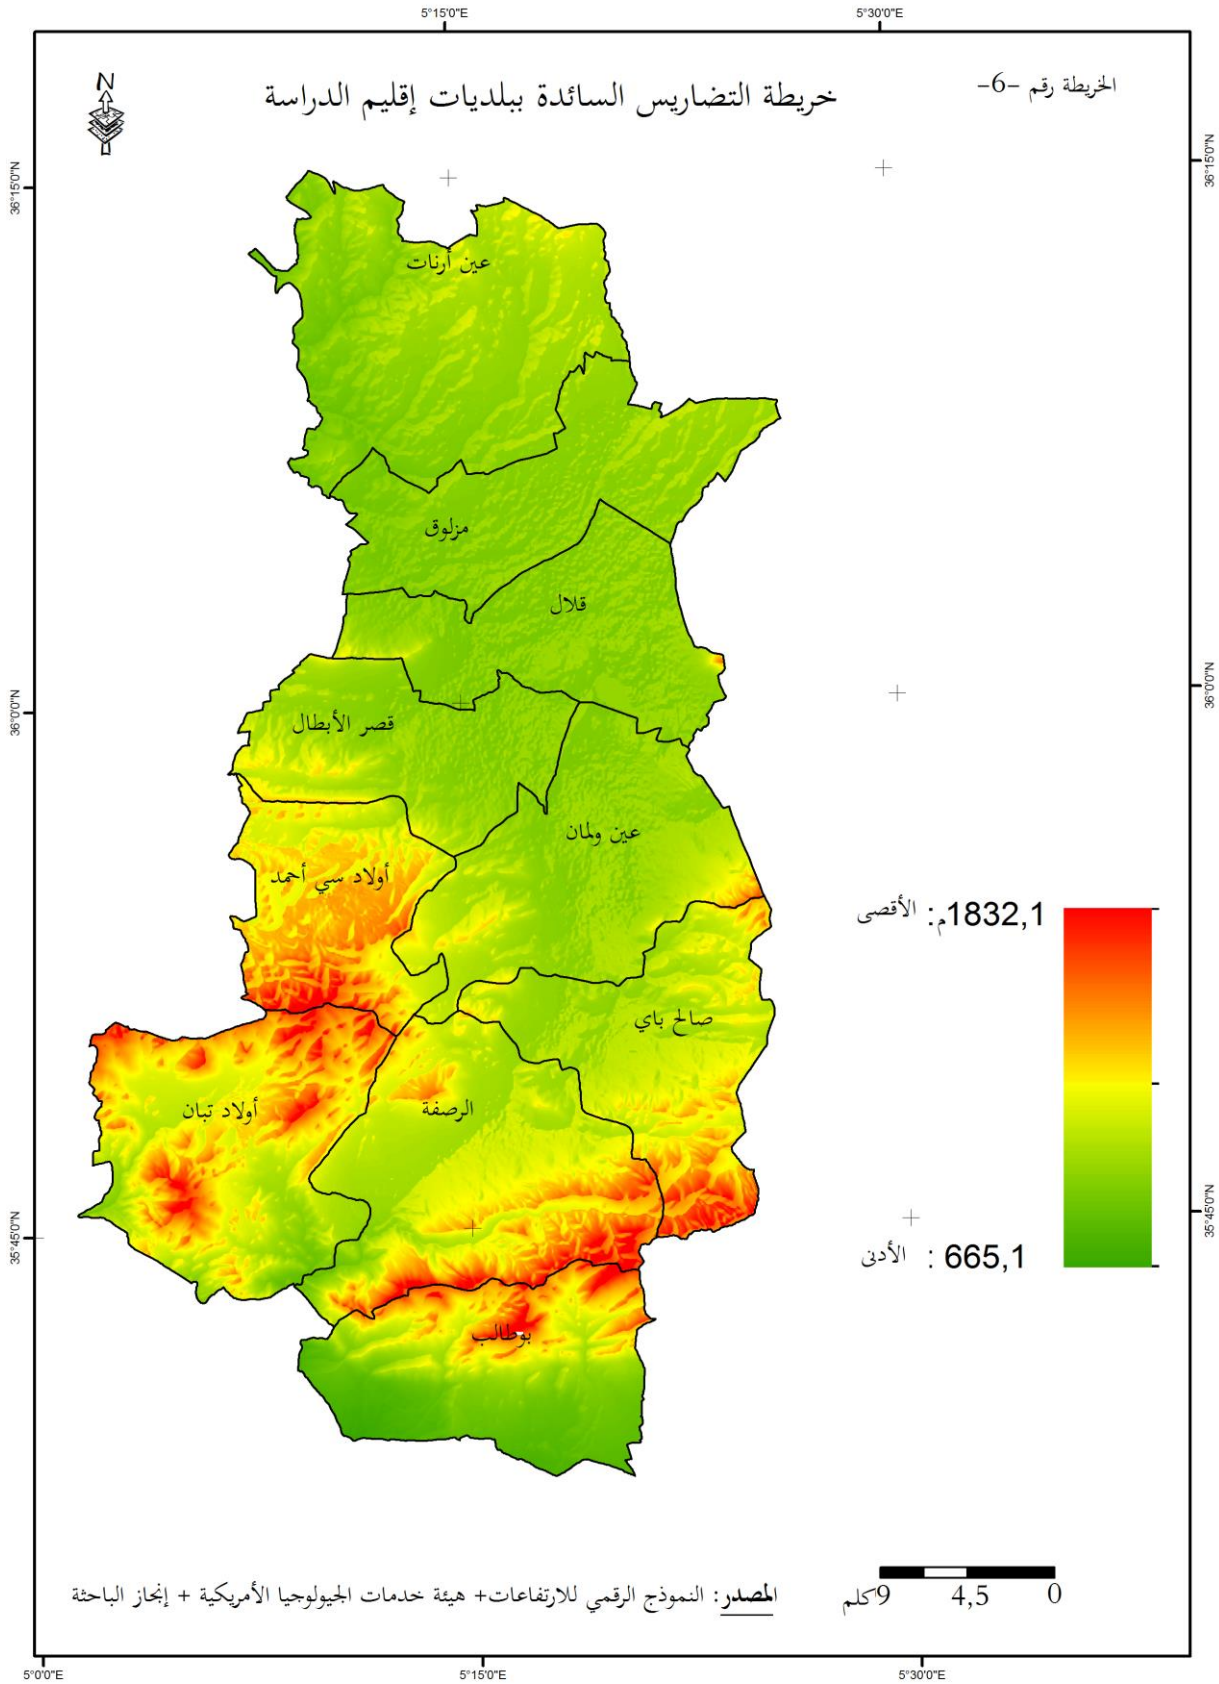 5°15'0"E
5°30'0"E
الخريطة رقم -6-
خريطة التضاريس السائدة ببلديات إقليم الدراسة
N
36°15'0"N
36°15'0"N
عين أرنات
مزلوق
قلال
36°0'0"N
36°0'0"N
قصر الأبطال
عين ولمان
أولاد سي أحمد
الأقصى :1832,1م
صالح باي
أولاد تبان
الرصفة
35°45'0"N
35°45'0"N
الأدنى : 665,1
بوطالب
9كلم 4,5 0
المصدر: النموذج الرقمي للارتفاعات+ هيئة خدمات الجيولوجيا الأمريكية + إنجاز الباحثة
5°0'0"E
5°15'0"E
5°30'0"E